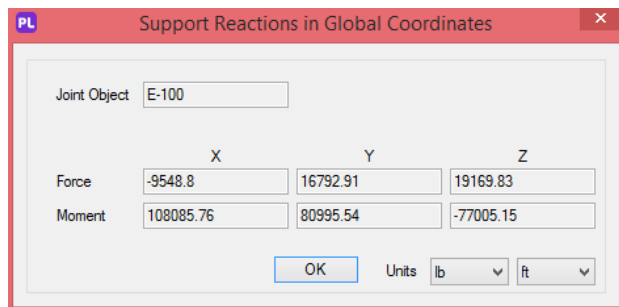 PL Support Reactions in Global Coordinates ×
Joint Object E-100
X Y Z
Force -9548.8 16792.91 19169.83
Moment 108085.76 80995.54 -77005.15
OK Units lb ft